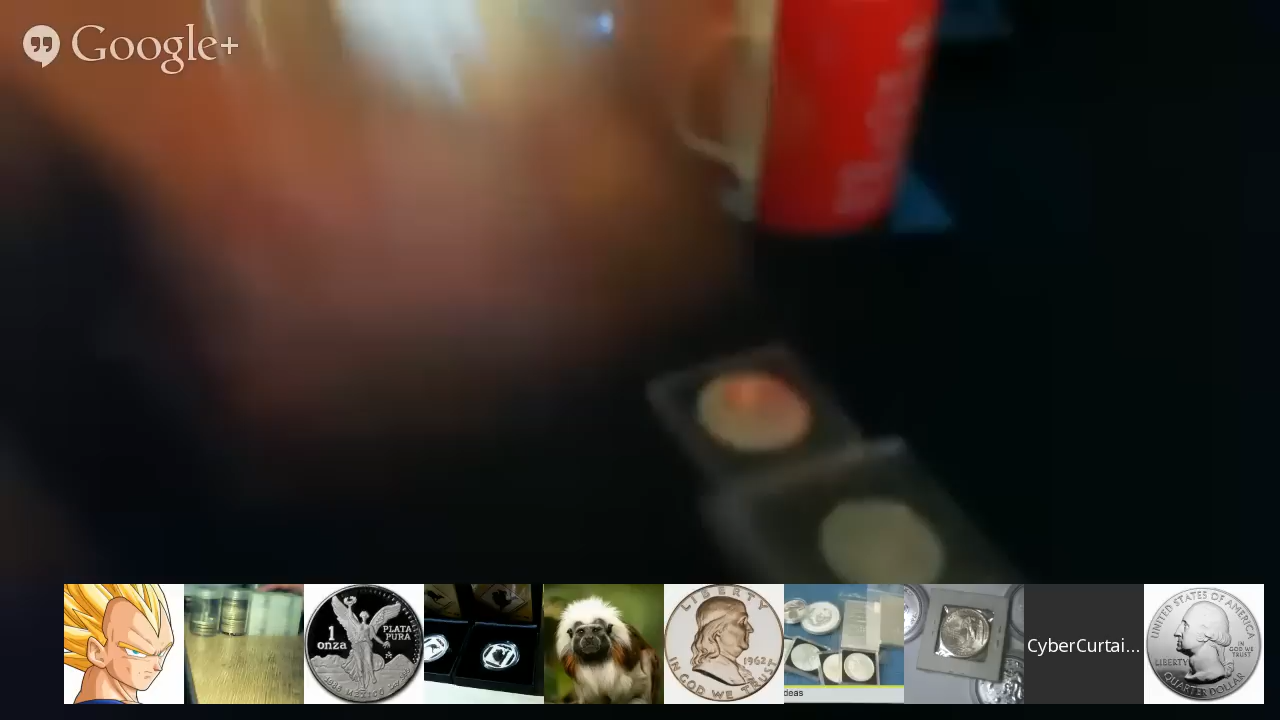 Google+
1
onza
PLATA
PURA
LIBERTY
1962
IN GOD WE TRUST
deas
CyberCurtai...
UNITED STATES OF AMERICA
IN
GOD WE
TRUST
LIBERTY
QUARTER DOLLAR